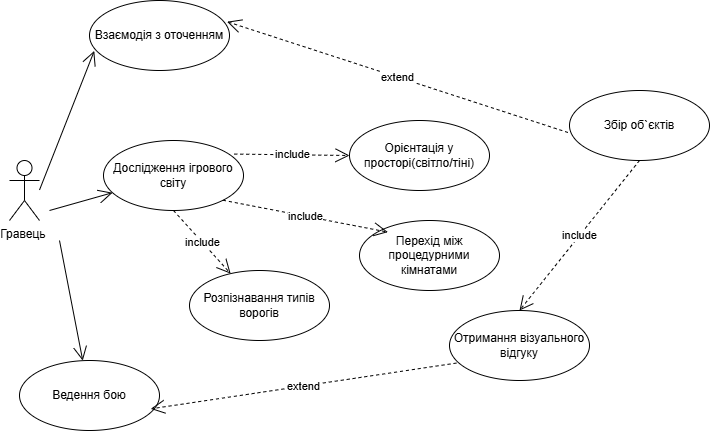 Взаємодія з оточенням
extend
Збір об`єктів
Дослідження ігрового
світу
include
Орієнтація у
просторі(світло/тіні)
include
Перехід між
процедурними
кімнатами
Гравець
include
include
Розпізнавання типів
ворогів
Отримання візуального
відгуку
extend
Ведення бою